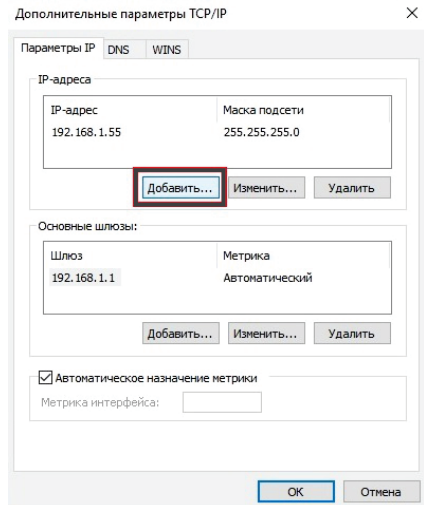 Дополнительные параметры TCP/IP
Параметры IP DNS WINS
IP-адреса
IP-адрес Маска подсети
192.168.1.55 255.255.255.0
Добавить... Изменить... Удалить
Основные шлюзы:
Шлюз Метрика
192.168.1.1 Автоматический
Добавить... Изменить... Удалить
Автоматическое назначение метрики
Метрика интерфейса:
ОК Отмена